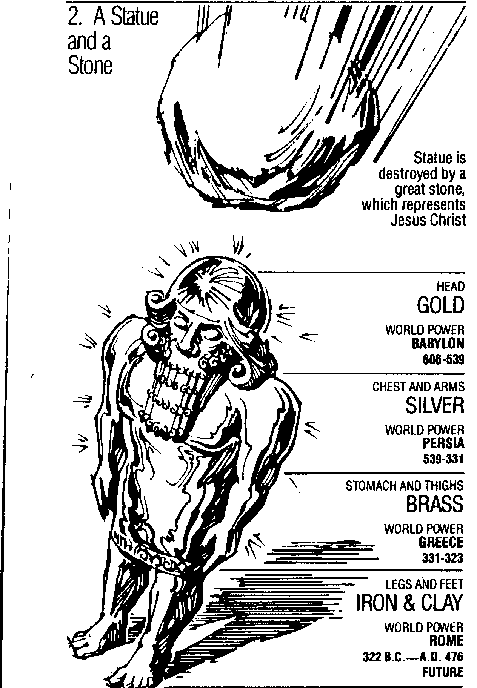 2. A Statue
and a
Stone
Statue is
destroyed by a
great stone,
which represents
Jesus Christ
HEAD
GOLD
WORLD POWER
BABYLON
606-539
CHEST AND ARMS
SILVER
WORLD POWER
PERSIA
539-331
STOMACH AND THIGHS
BRASS
WORLD POWER
GREECE
331-323
LEGS AND FEET
IRON & CLAY
WORLD POWER
ROME
322 B.C.—A.D. 476
FUTURE